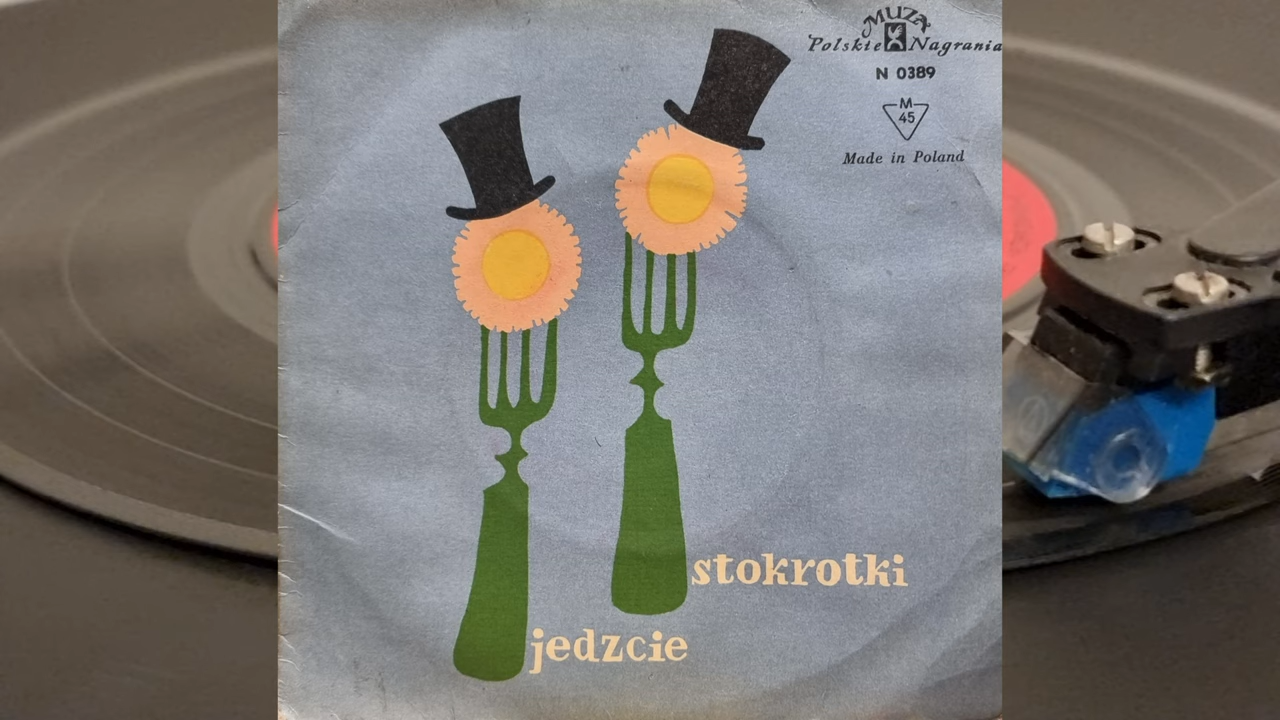 MUZA
Polskie Nagrania
N 0389
M
45
Made in Poland
stokrotki
jedzcie